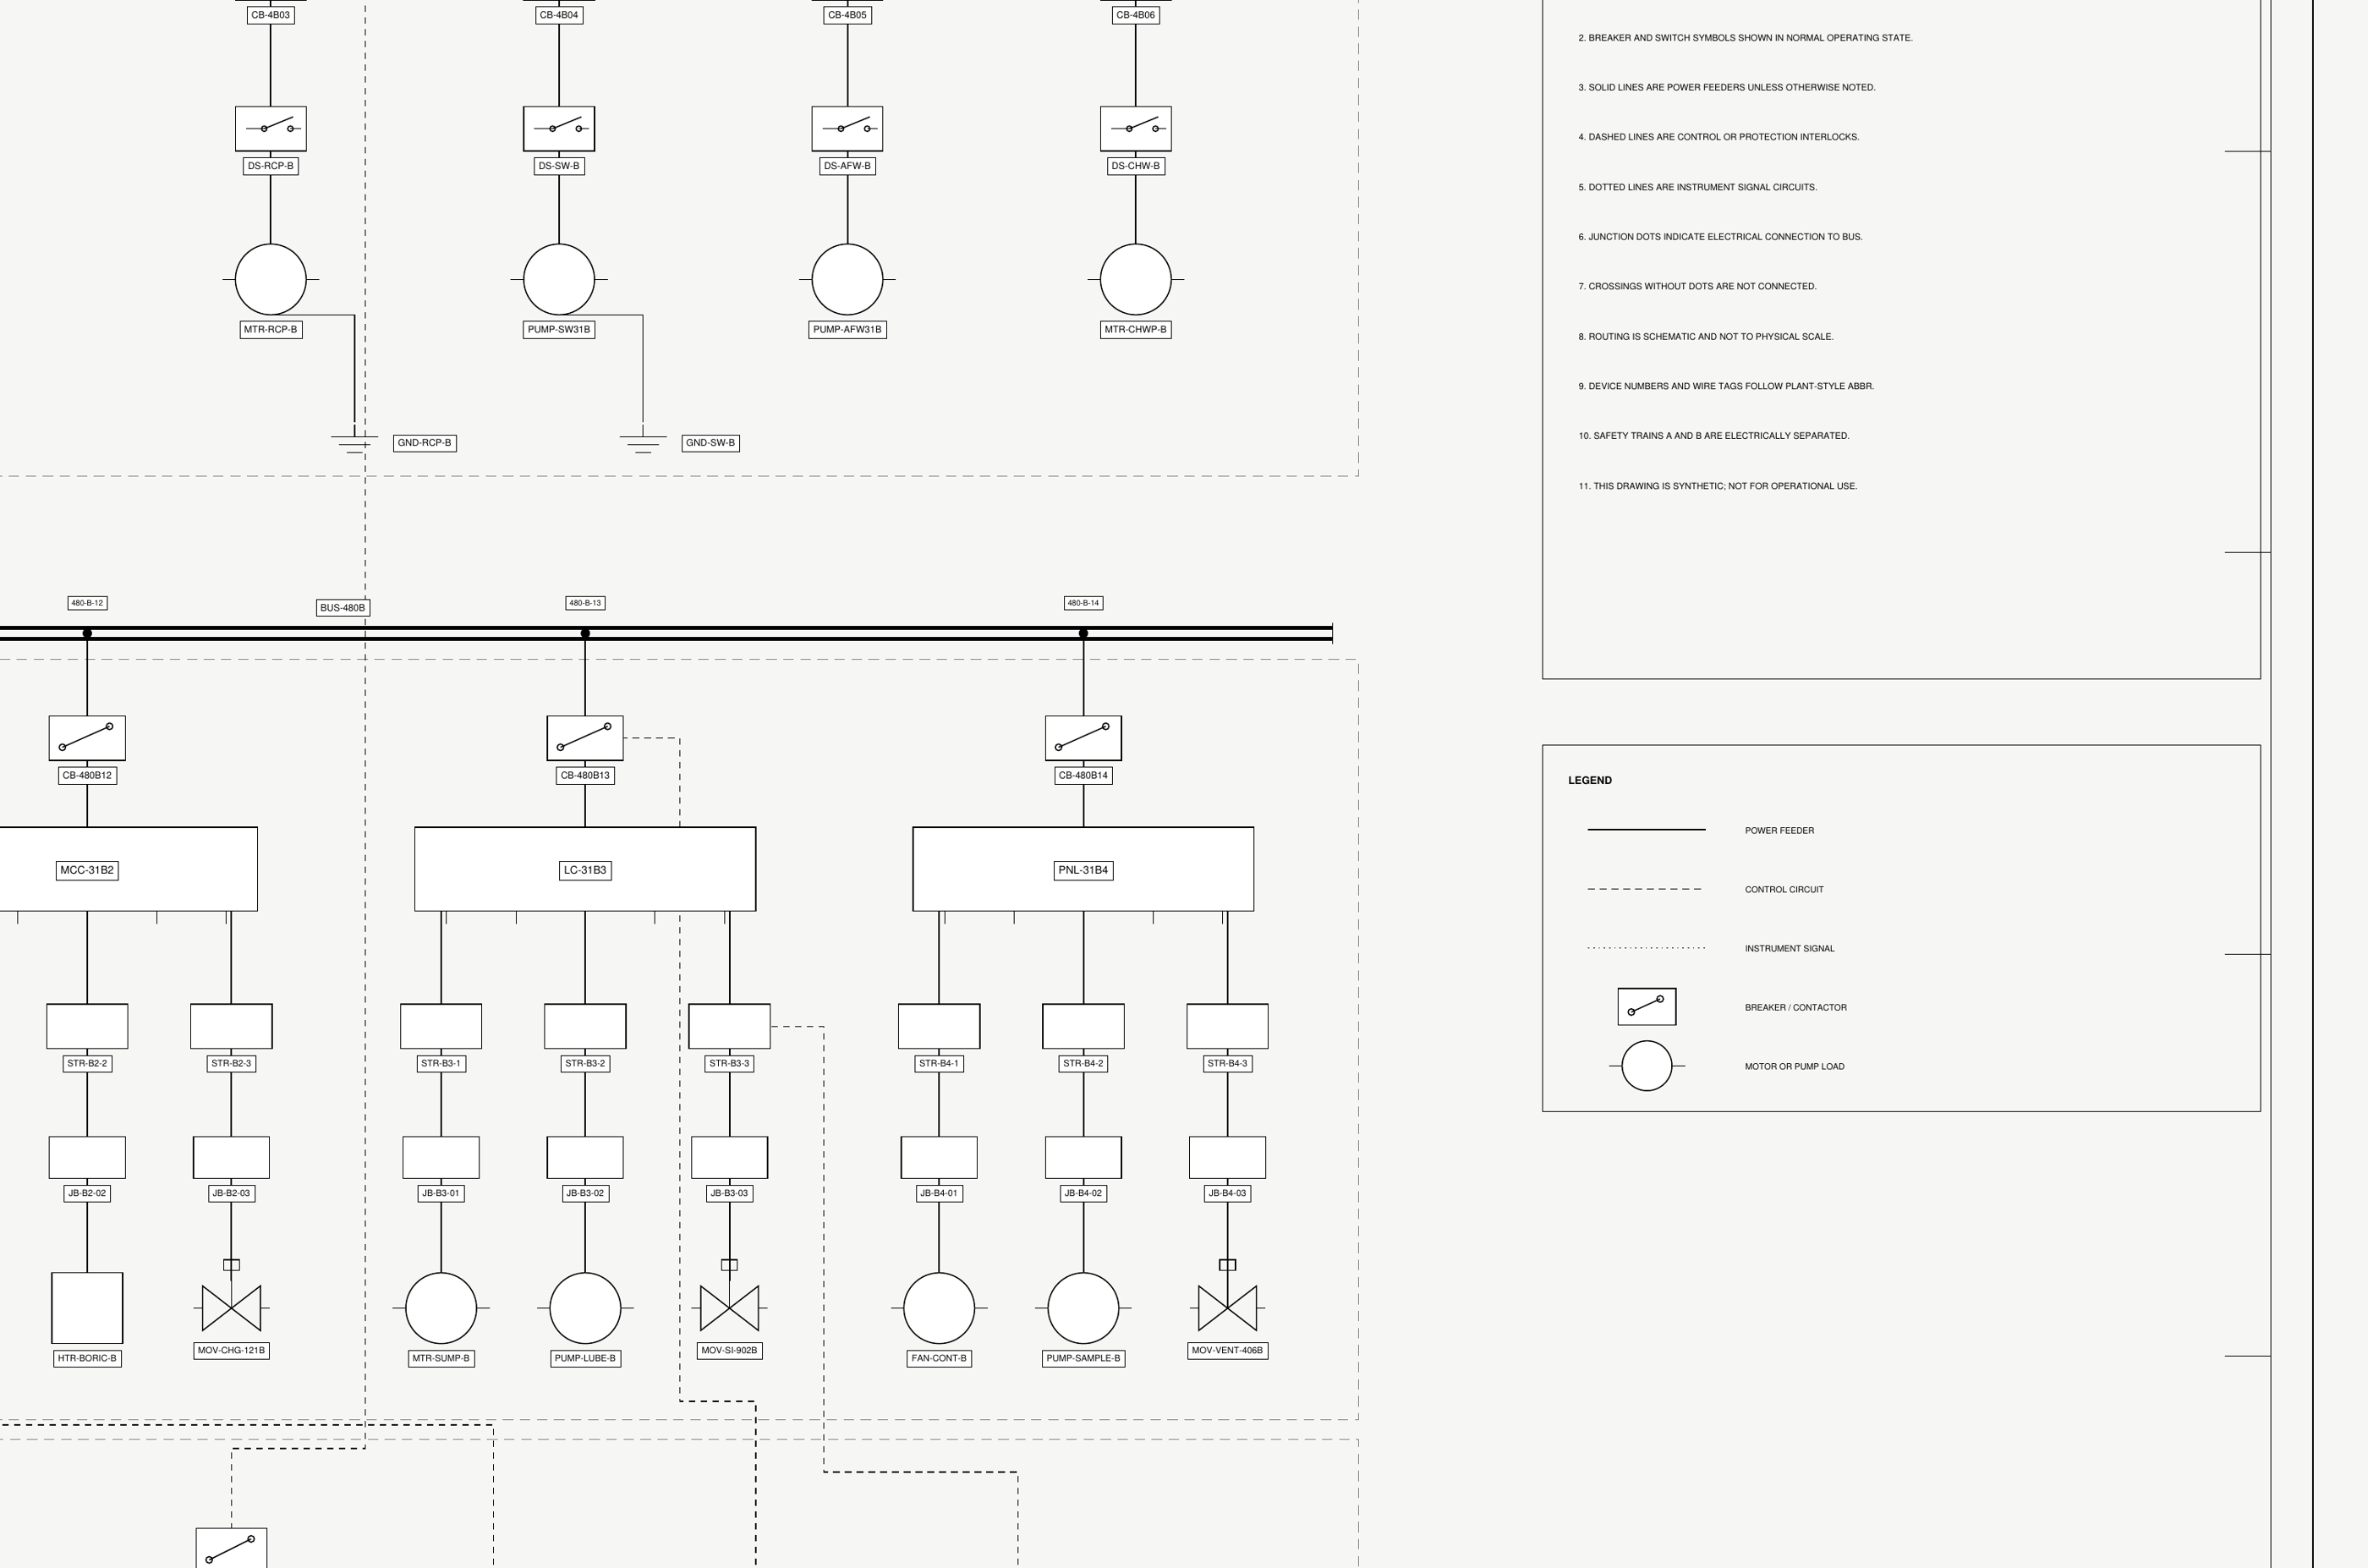 CB-4B03
CB-4B04
CB-4B05
CB-4B06
DS-RCP-B
DS-SW-B
DS-AFW-B
DS-CHW-B
MTR-RCP-B
PUMP-SW31B
PUMP-AFW31B
MTR-CHWP-B
GND-RCP-B
GND-SW-B
480-B-12
BUS-480B
480-B-13
480-B-14
CB-480B12
CB-480B13
CB-480B14
MCC-31B2
LC-31B3
PNL-31B4
STR-B2-2
STR-B2-3
STR-B3-1
STR-B3-2
STR-B3-3
STR-B4-1
STR-B4-2
STR-B4-3
JB-B2-02
JB-B2-03
JB-B3-01
JB-B3-02
JB-B3-03
JB-B4-01
JB-B4-02
JB-B4-03
HTR-BORIC-B
MOV-CHG-121B
MTR-SUMP-B
PUMP-LUBE-B
MOV-SI-902B
FAN-CONT-B
PUMP-SAMPLE-B
MOV-VENT-406B
2. BREAKER AND SWITCH SYMBOLS SHOWN IN NORMAL OPERATING STATE.
3. SOLID LINES ARE POWER FEEDERS UNLESS OTHERWISE NOTED.
4. DASHED LINES ARE CONTROL OR PROTECTION INTERLOCKS.
5. DOTTED LINES ARE INSTRUMENT SIGNAL CIRCUITS.
6. JUNCTION DOTS INDICATE ELECTRICAL CONNECTION TO BUS.
7. CROSSINGS WITHOUT DOTS ARE NOT CONNECTED.
8. ROUTING IS SCHEMATIC AND NOT TO PHYSICAL SCALE.
9. DEVICE NUMBERS AND WIRE TAGS FOLLOW PLANT-STYLE ABBR.
10. SAFETY TRAINS A AND B ARE ELECTRICALLY SEPARATED.
11. THIS DRAWING IS SYNTHETIC; NOT FOR OPERATIONAL USE.
LEGEND
POWER FEEDER
CONTROL CIRCUIT
INSTRUMENT SIGNAL
BREAKER / CONTACTOR
MOTOR OR PUMP LOAD